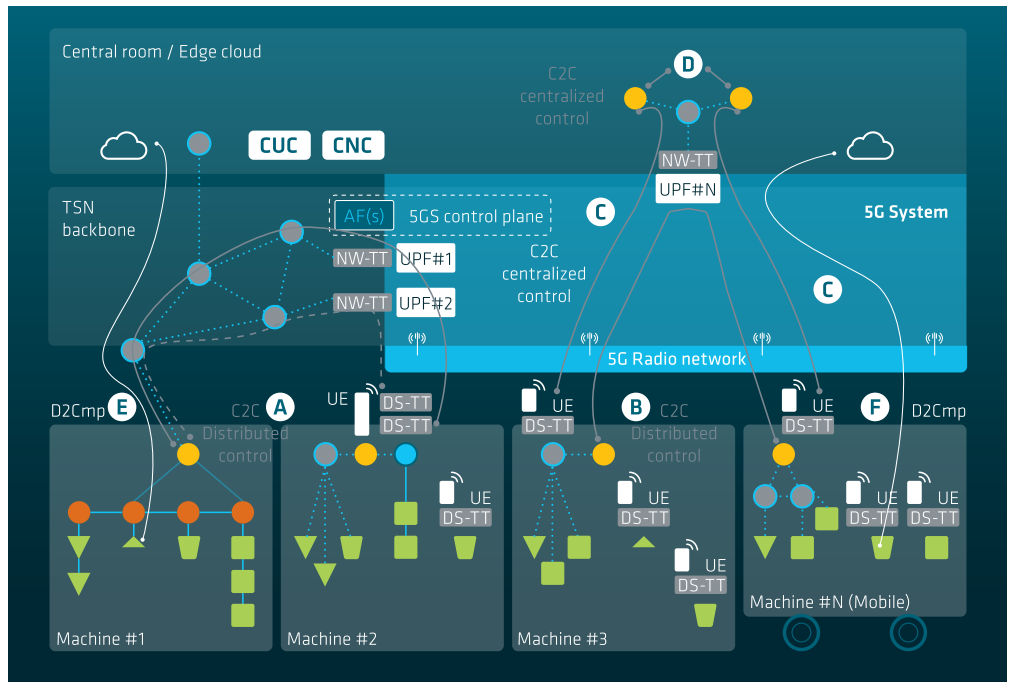 Central room / Edge cloud
D
C2C
centralized
control
CUC
CNC
NW-TT
UPF#N
TSN
backbone
AF(s)
5GS control plane
C
5G System
NW-TT
UPF#1
C2C
centralized
control
C
NW-TT
UPF#2
5G Radio network
D2Cmp
E
C2C
Distributed
control
A
UE
DS-TT
DS-TT
UE
DS-TT
B
C2C
Distributed
control
UE
DS-TT
F
D2Cmp
UE
DS-TT
UE
DS-TT
UE
DS-TT
UE
DS-TT
UE
DS-TT
Machine #1
Machine #2
Machine #3
Machine #N (Mobile)